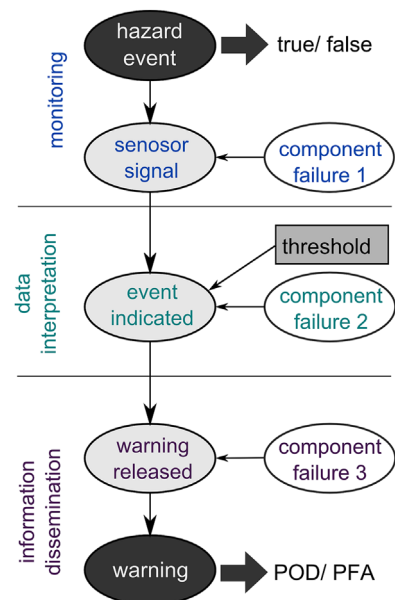 hazard
event
true/ false
monitoring
senosor
signal
component
failure 1
threshold
data
interpretation
event
indicated
component
failure 2
information
dissemination
warning
released
component
failure 3
warning
POD/ PFA